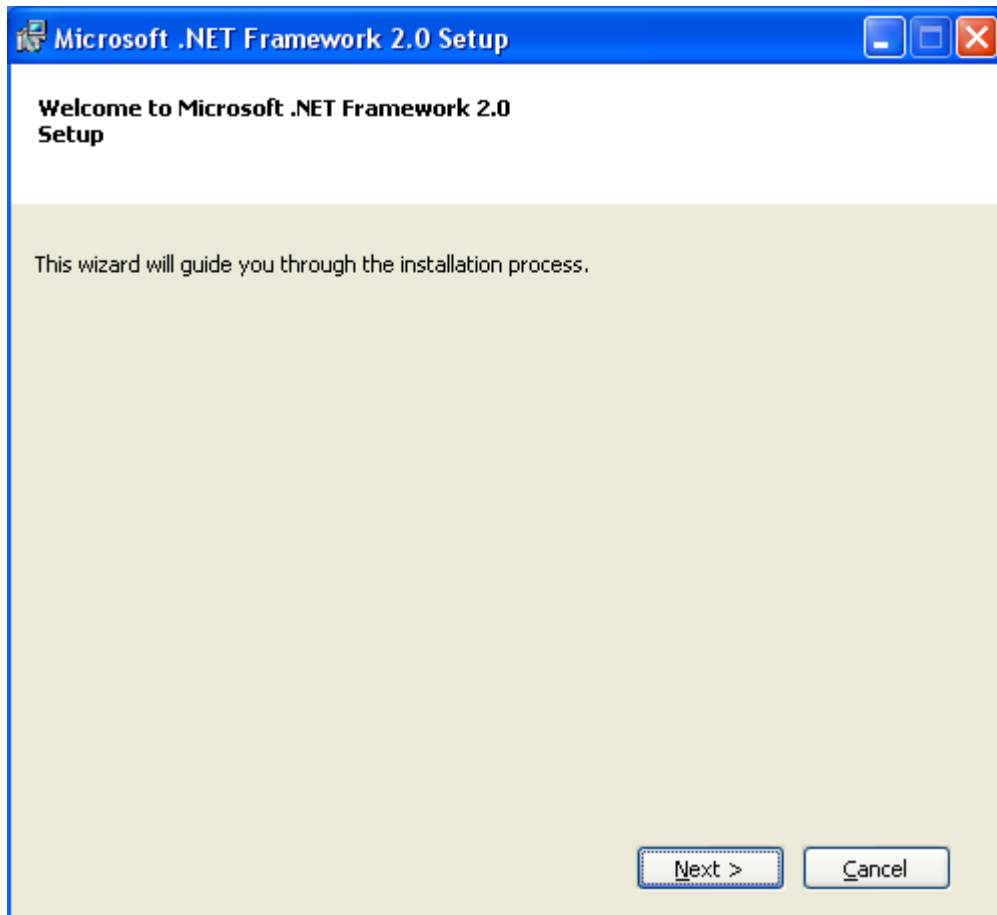 Microsoft .NET Framework 2.0 Setup
Welcome to Microsoft .NET Framework 2.0
Setup
This wizard will guide you through the installation process.
Next >
Cancel